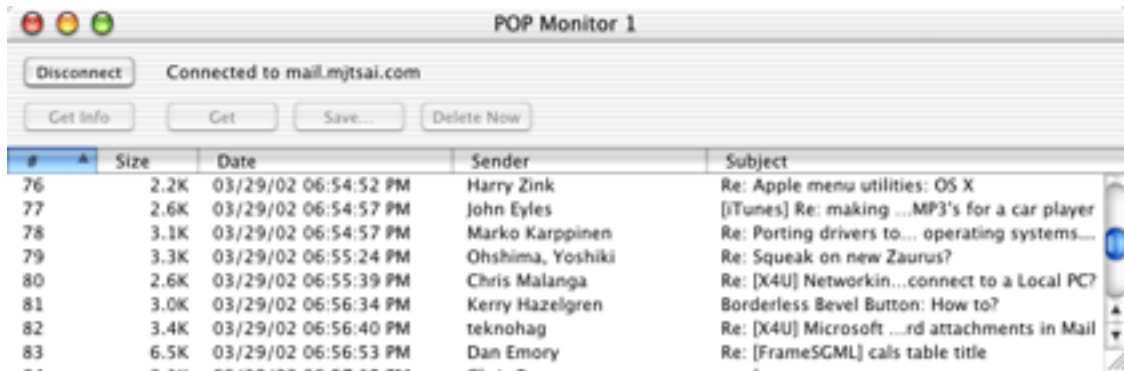 POP Monitor 1
Disconnect Connected to mail.mjtsai.com
Get Info Get Save... Delete Now
# Size Date Sender Subject
76 2.2K 03/29/02 06:54:52 PM Harry Zink Re: Apple menu utilities: OS X
77 2.6K 03/29/02 06:54:57 PM John Eyles [iTunes] Re: making ...MP3's for a car player
78 3.1K 03/29/02 06:54:57 PM Marko Karppinen Re: Porting drivers to... operating systems...
79 3.3K 03/29/02 06:55:24 PM Ohshima, Yoshiki Re: Squeak on new Zaurus?
80 2.6K 03/29/02 06:55:39 PM Chris Malanga Re: [X4U] Networkin...connect to a Local PC?
81 3.0K 03/29/02 06:56:34 PM Kerry Hazelgren Borderless Bevel Button: How to?
82 3.4K 03/29/02 06:56:40 PM teknohag Re: [X4U] Microsoft ...rd attachments in Mail
83 6.5K 03/29/02 06:56:53 PM Dan Emory Re: [FrameSGML] cals table title